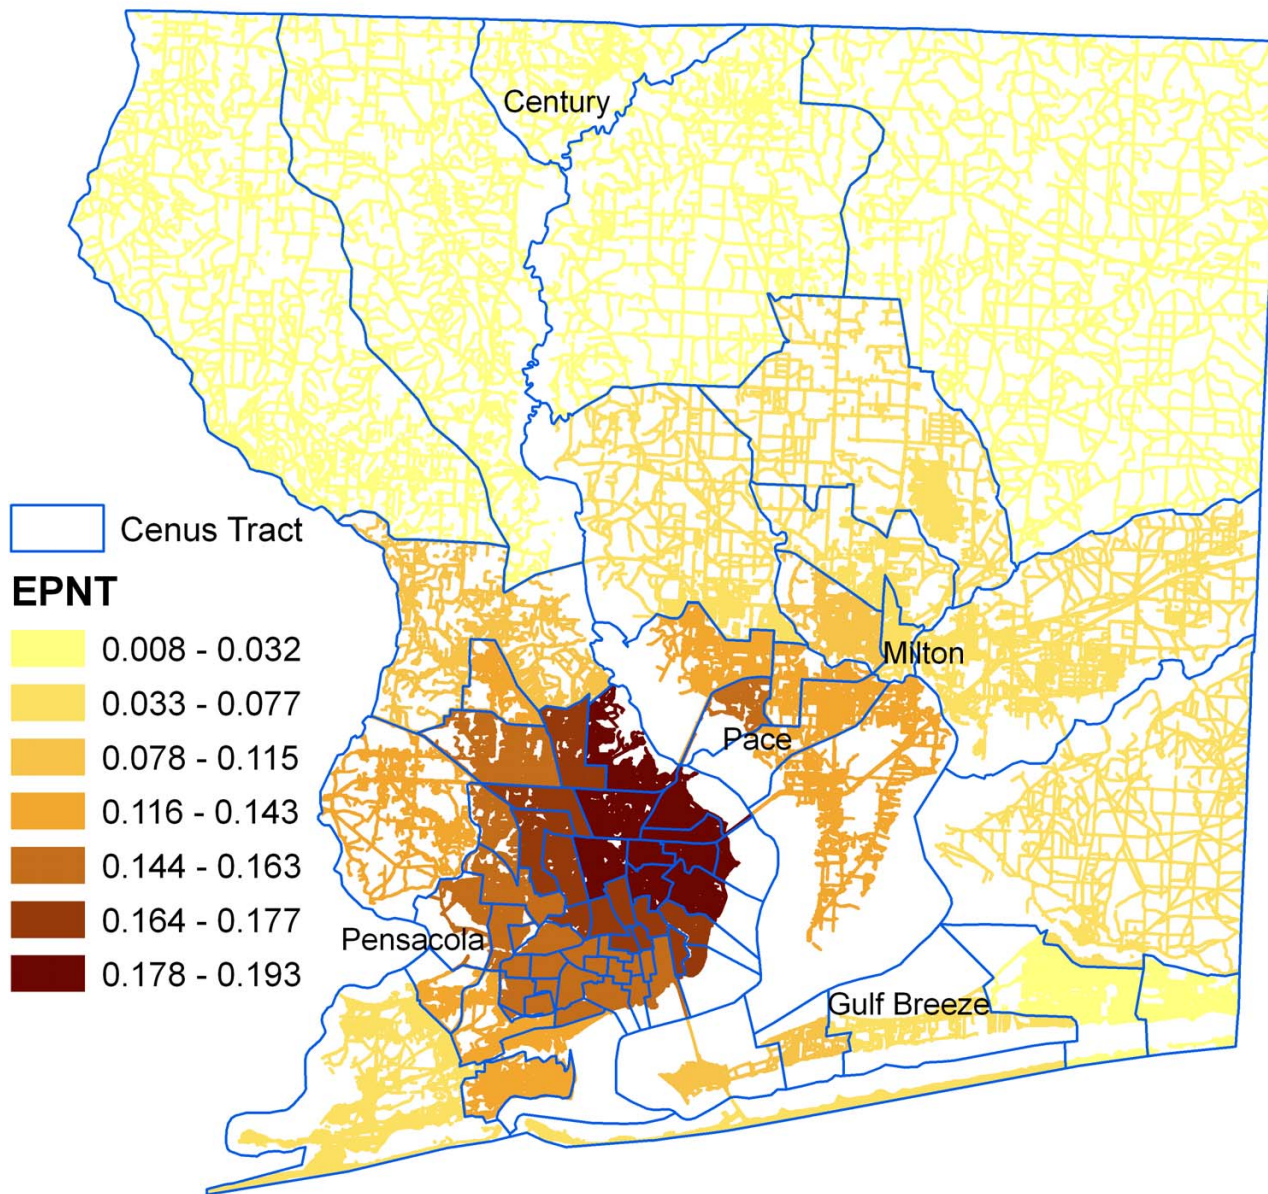 Century
Cenus Tract
EPNT
0.008 - 0.032
0.033 - 0.077
0.078 - 0.115
0.116 - 0.143
0.144 - 0.163
0.164 - 0.177
0.178 - 0.193
Milton
Pace
Pensacola
Gulf Breeze